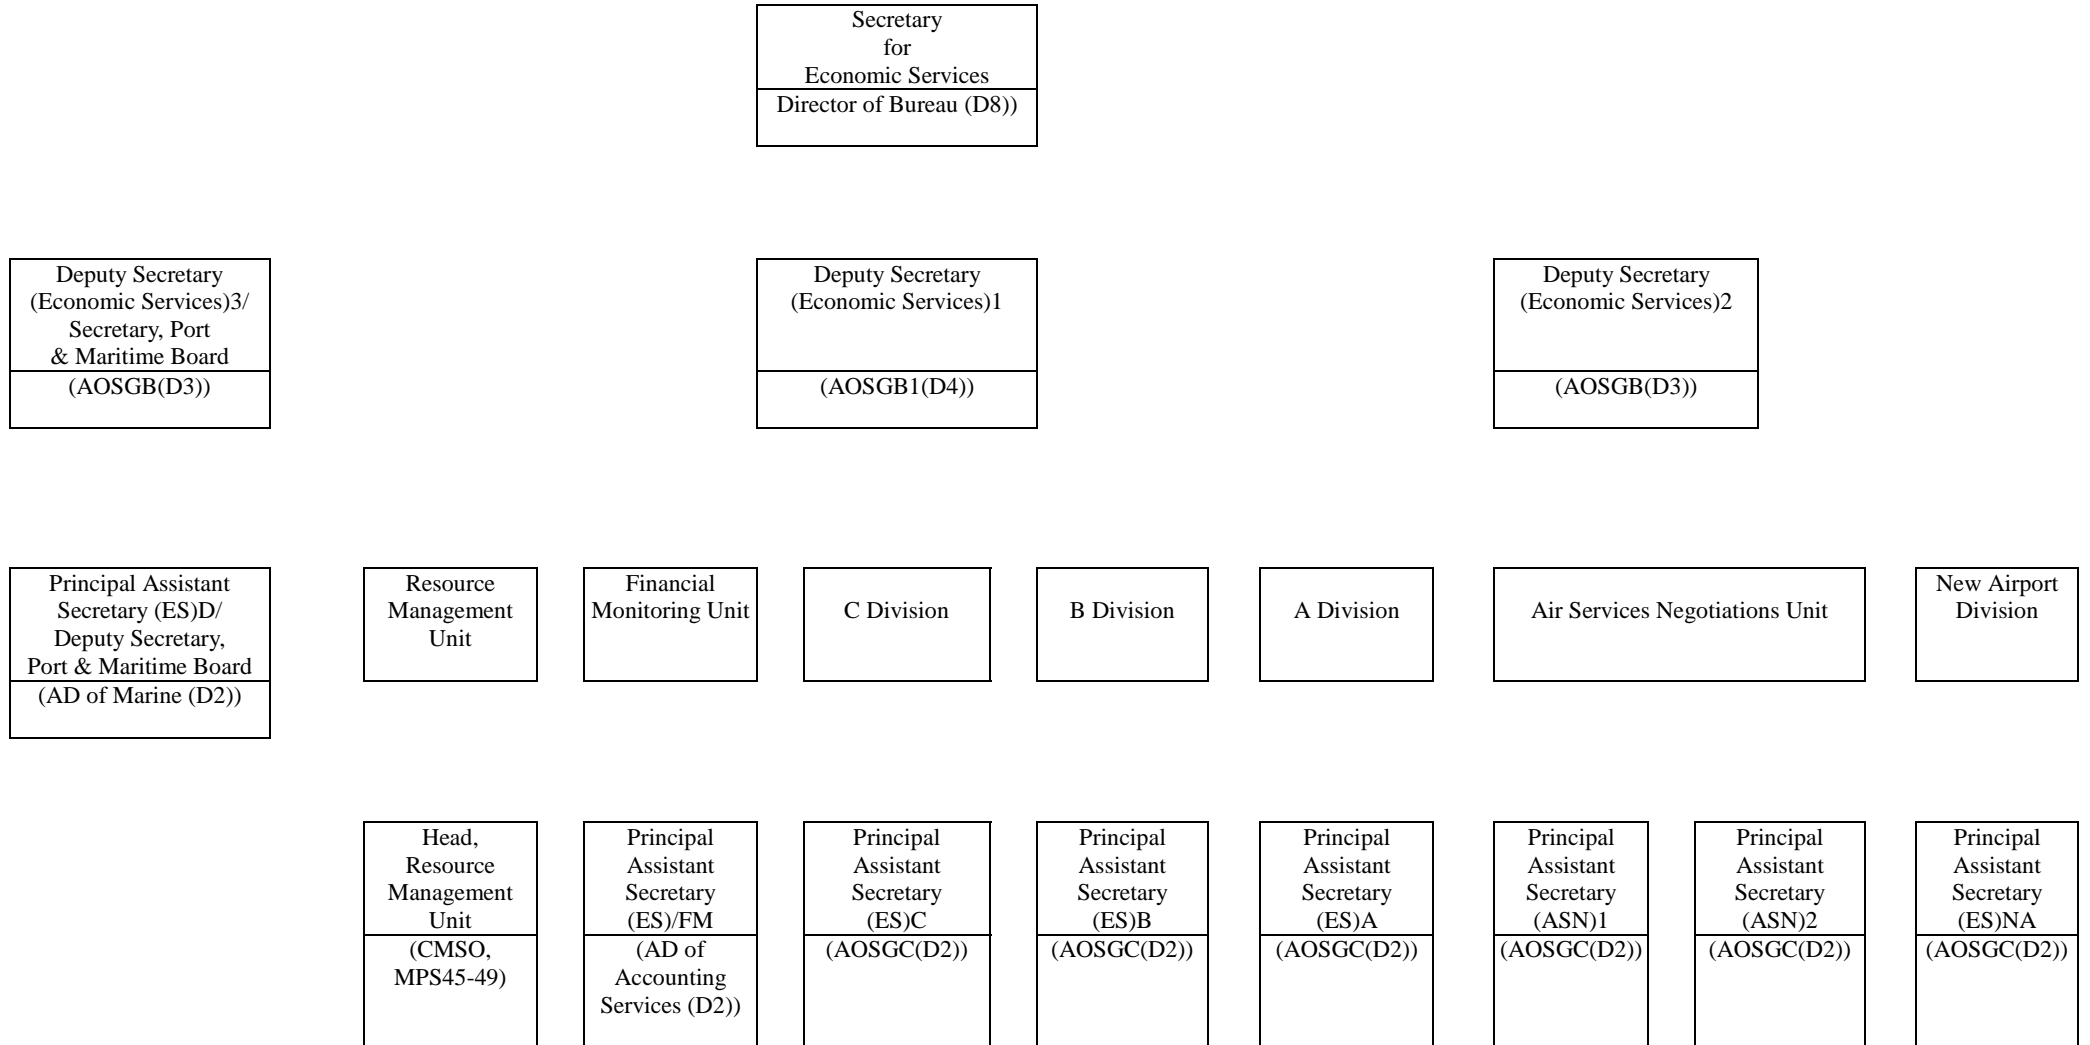 Secretary
for
Economic Services
Director of Bureau (D8))
Deputy Secretary
(Economic Services)3/
Secretary, Port
& Maritime Board
(AOSGB(D3))
Deputy Secretary
(Economic Services)1
(AOSGB1(D4))
Deputy Secretary
(Economic Services)2
(AOSGB(D3))
Principal Assistant
Secretary (ES)D/
Deputy Secretary,
Port & Maritime Board
(AD of Marine (D2))
Resource
Management
Unit
Financial
Monitoring Unit
C Division
B Division
A Division
Air Services Negotiations Unit
New Airport
Division
Head,
Resource
Management
Unit
(CMSO,
MPS45-49)
Principal
Assistant
Secretary
(ES)/FM
(AD of
Accounting
Services (D2))
Principal
Assistant
Secretary
(ES)C
(AOSGC(D2))
Principal
Assistant
Secretary
(ES)B
(AOSGC(D2))
Principal
Assistant
Secretary
(ES)A
(AOSGC(D2))
Principal
Assistant
Secretary
(ASN)1
(AOSGC(D2))
Principal
Assistant
Secretary
(ASN)2
(AOSGC(D2))
Principal
Assistant
Secretary
(ES)NA
(AOSGC(D2))